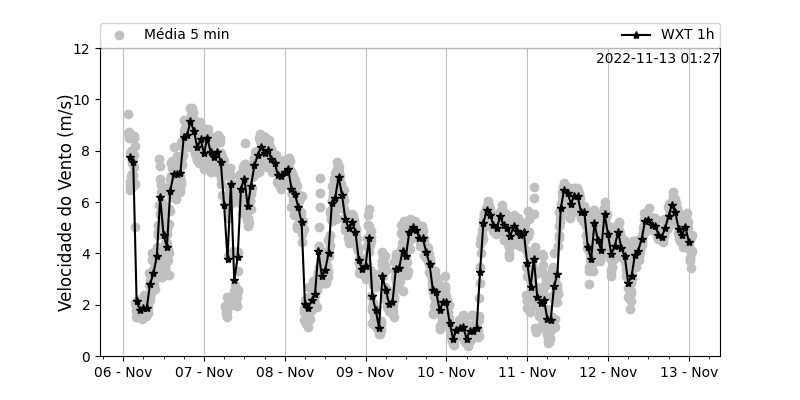 Média 5 min
WXT 1h
2022-11-13 01:27
Velocidade do Vento (m/s)
12
10
8
6
4
2
0
06 - Nov 07 - Nov 08 - Nov 09 - Nov 10 - Nov 11 - Nov 12 - Nov 13 - Nov